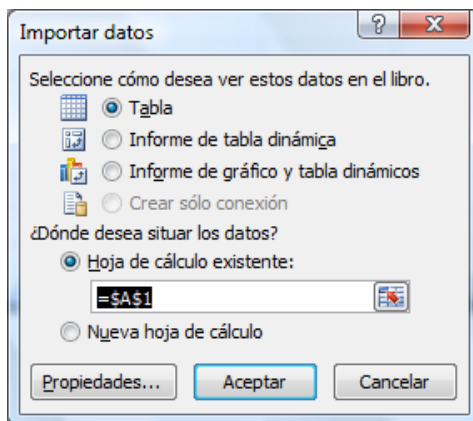 Importar datos
Seleccione cómo desea ver estos datos en el libro.
Tabla
Informe de tabla dinámica
Informe de gráfico y tabla dinámicos
Crear sólo conexión
¿Dónde desea situar los datos?
Hoja de cálculo existente:
=$A$1
Nueva hoja de cálculo
Propiedades... Aceptar Cancelar